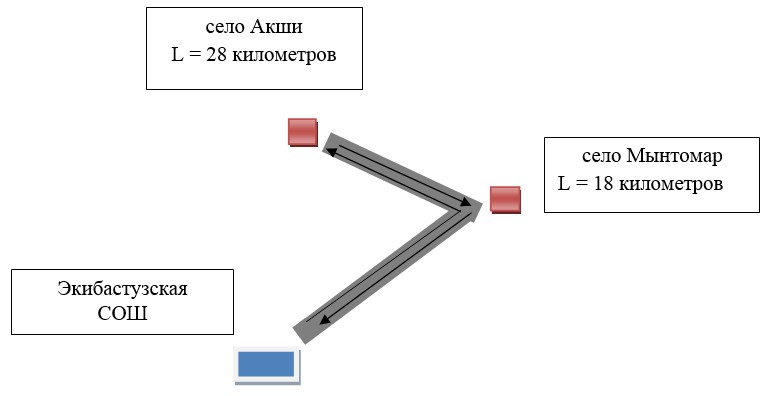 село Акши
L = 28 километров
село Мынтомар
L = 18 километров
Экибастузская
СОШ